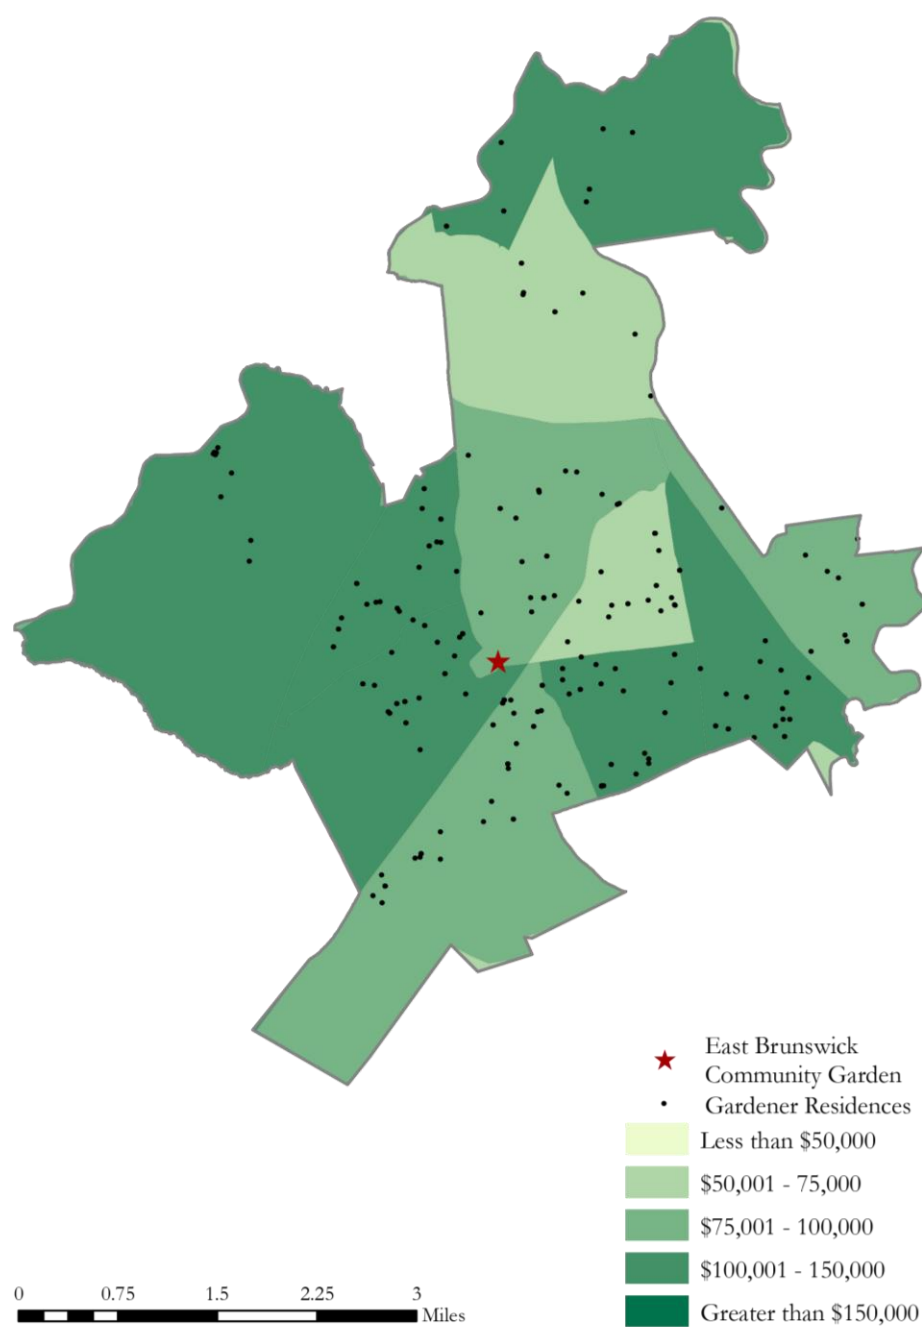 East Brunswick
Community Garden
Gardener Residences
Less than $50,000
$50,001 - 75,000
$75,001 - 100,000
$100,001 - 150,000
Greater than $150,000
0 0.75 1.5 2.25 3
Miles